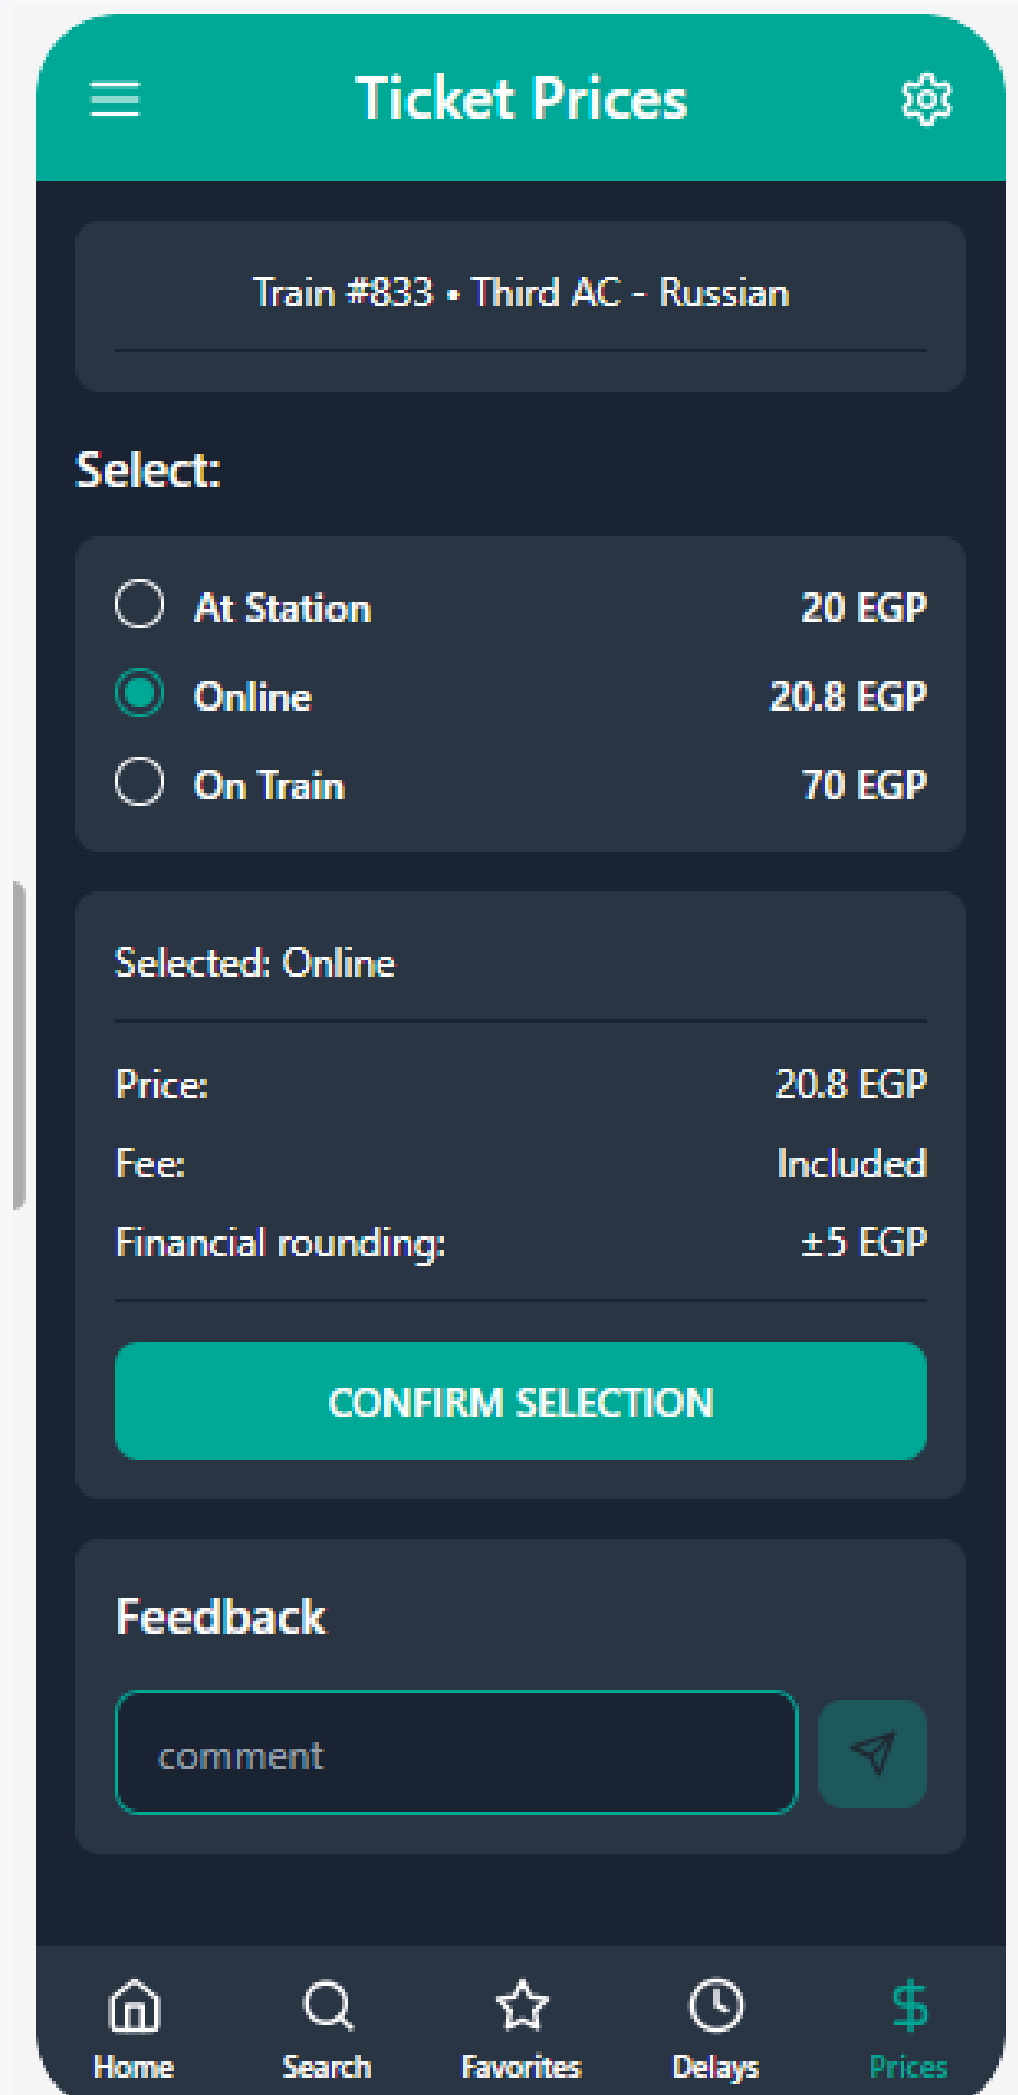 Ticket Prices
Train #833 • Third AC - Russian
Select:
At Station 20 EGP
Online 20.8 EGP
On Train 70 EGP
Selected: Online
Price: 20.8 EGP
Fee: Included
Financial rounding: ±5 EGP
CONFIRM SELECTION
Feedback
comment
Home Search Favorites Delays Prices